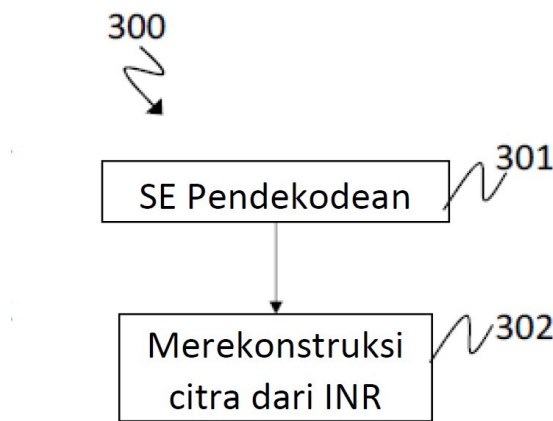 300
301
SE Pendekodean
302
Merekonstruksi
citra dari INR